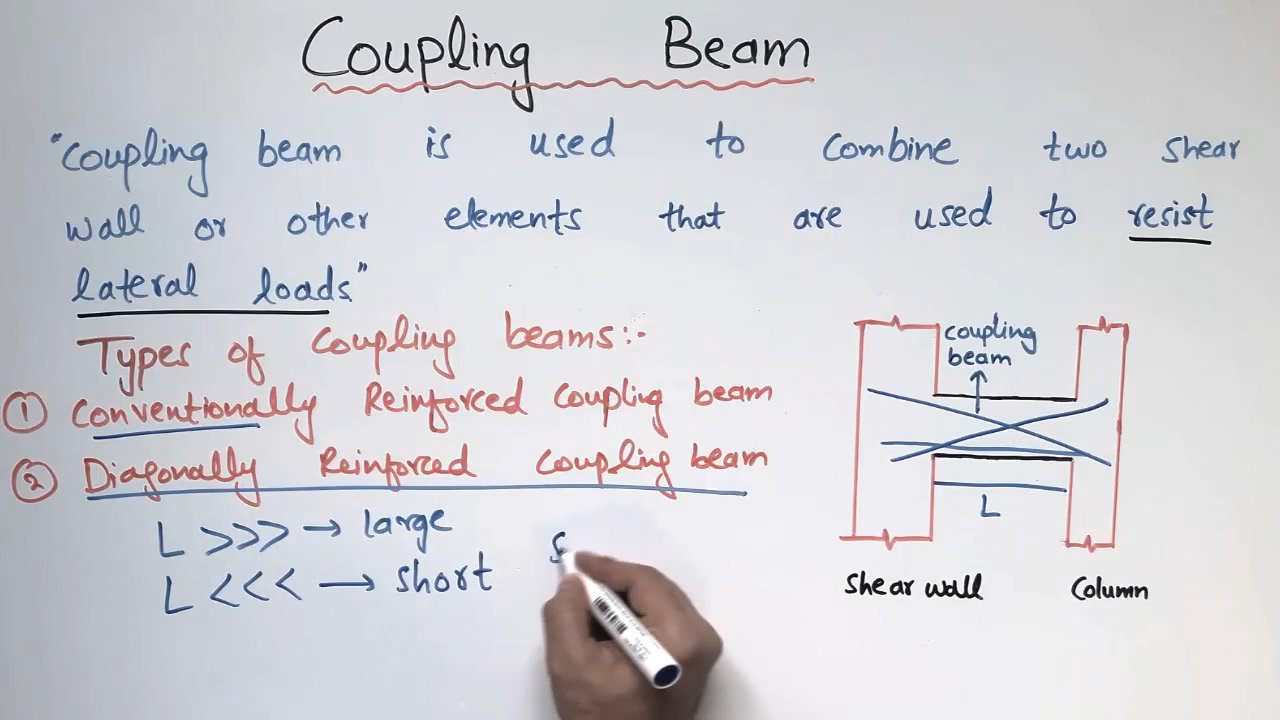 Coupling Beam
"Coupling beam is used to combine two shear
wall or other elements that are used to resist
lateral loads"
Types of Coupling beams:-
① Conventionally Reinforced Coupling beam
② Diagonally Reinforced Coupling beam
L >>> → large
L <<< → short
S
coupling
beam
L
Shear wall
Column